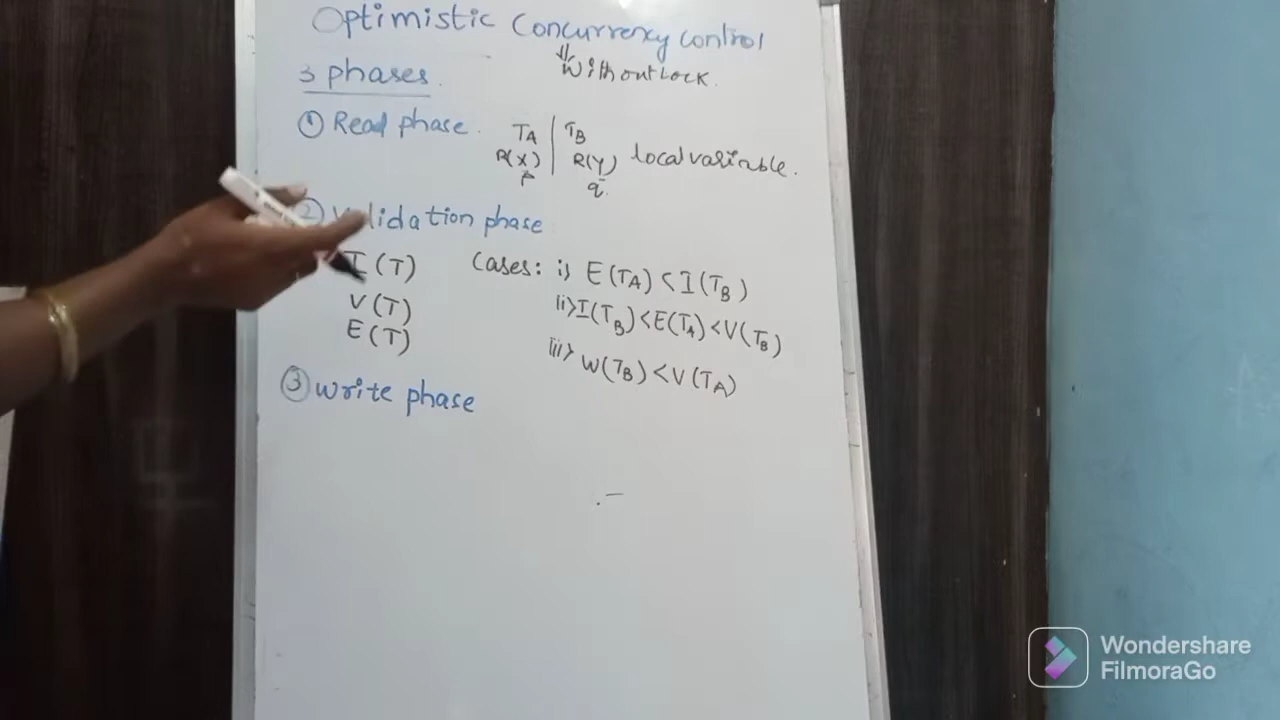 Optimistic Concurrency control
⇓
without Lock.
3 phases.
① Read phase.
TA | TB
R(X) | R(Y) local variable.
p q
② Validation phase
I(T)
V(T)
E(T)
Cases: i) E(TA) < I(TB)
ii) I(TB) < E(TA) < V(TB)
iii) W(TB) < V(TA)
③ Write phase
Wondershare
FilmoraGo